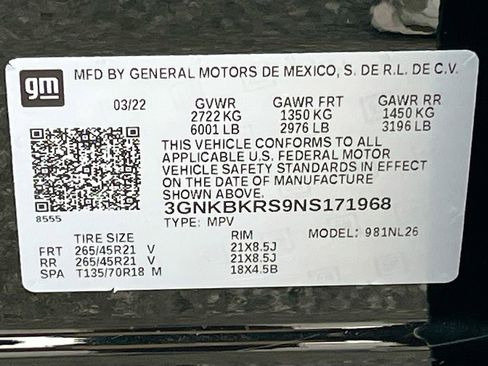 gm
MFD BY GENERAL MOTORS DE MEXICO, S. DE R.L. DE C.V.
03/22 GVWR GAWR FRT GAWR RR
2722 KG 1350 KG 1450 KG
6001 LB 2976 LB 3196 LB
THIS VEHICLE CONFORMS TO ALL
APPLICABLE U.S. FEDERAL MOTOR
VEHICLE SAFETY STANDARDS IN EFFECT
ON THE DATE OF MANUFACTURE
SHOWN ABOVE.
8555
3GNKBKRS9NS171968
TYPE: MPV MODEL: 981NL26
TIRE SIZE RIM
FRT 265/45R21 V 21X8.5J
RR 265/45R21 V 21X8.5J
SPA T135/70R18 M 18X4.5B